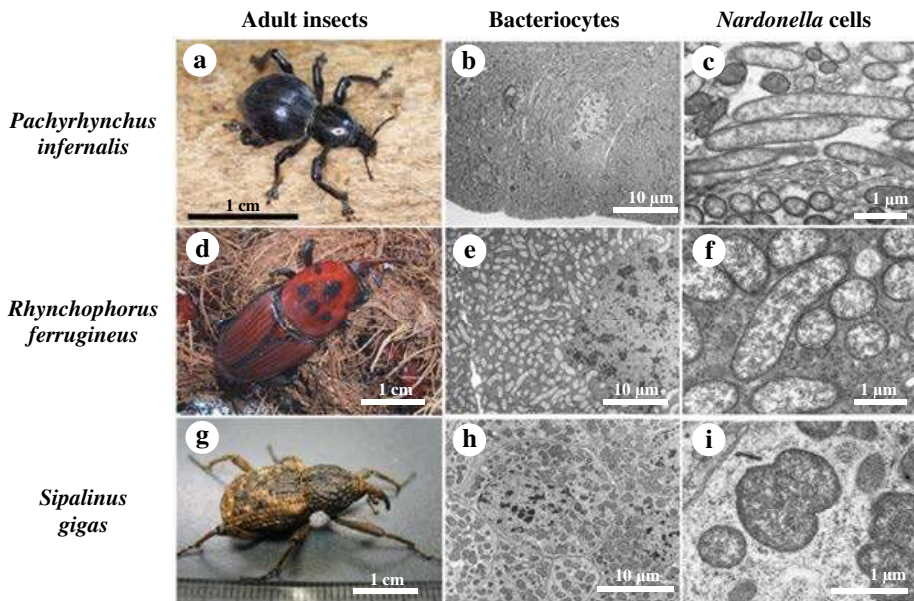 Adult insects
Bacteriocytes
Nardonella cells
Pachyrhynchus
infernalis
a
1 cm
b
10 μm
c
1 μm
Rhynchophorus
ferrugineus
d
1 cm
e
10 μm
f
1 μm
Sipalinus
gigas
g
1 cm
h
10 μm
i
1 μm